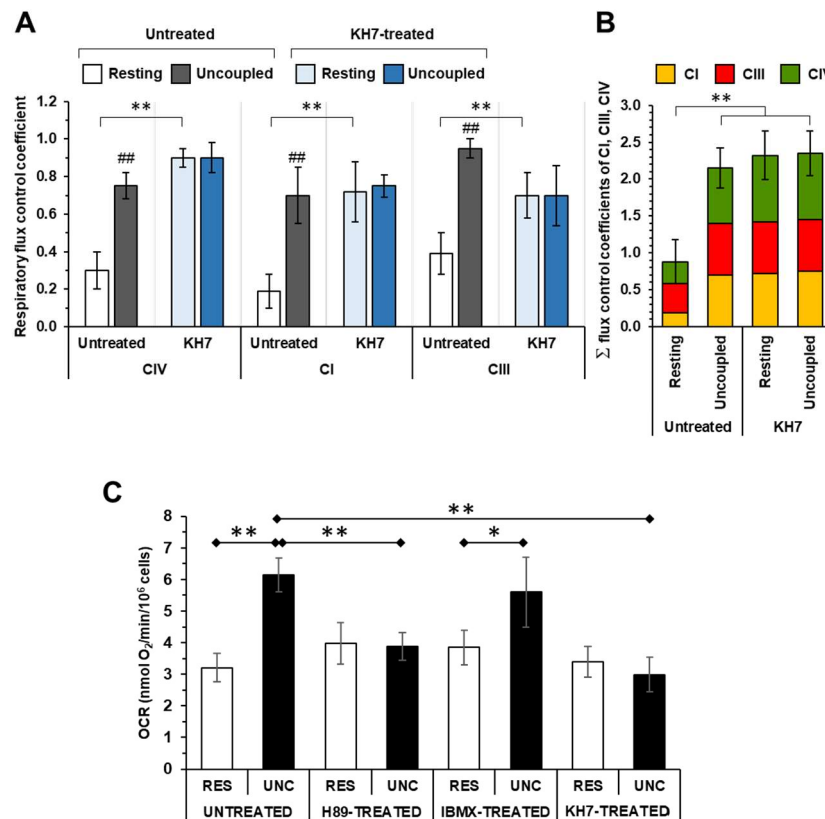 A
Untreated KH7-treated
Resting Uncoupled Resting Uncoupled
Respiratory flux control coefficient
1.2
1.0
0.8
0.6
0.4
0.2
0.0
** ** **
## ## ##
Untreated KH7 Untreated KH7 Untreated KH7
CIV CI CIII
B
CI CIII CIV
Σ flux control coefficients of CI, CIII, CIV
3.0
2.5
2.0
1.5
1.0
0.5
0.0
**
Resting Uncoupled Resting Uncoupled
Untreated KH7
C
OCR (nmol O₂/min/10⁶ cells)
8
7
6
5
4
3
2
1
0
**
** ** *
RES UNC RES UNC RES UNC RES UNC
UNTREATED H89-TREATED IBMX-TREATED KH7-TREATED